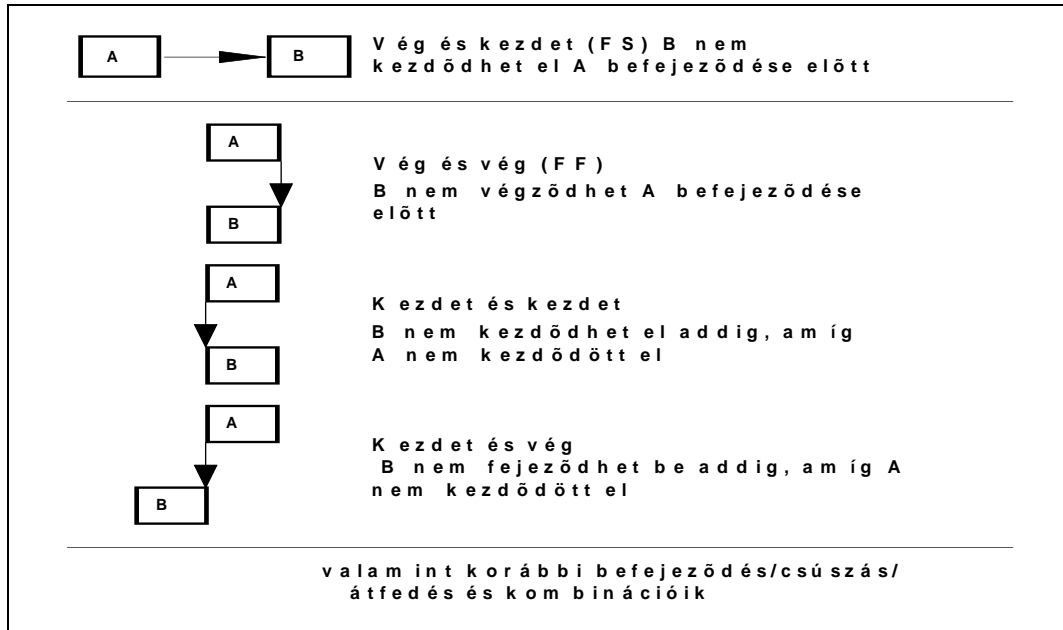 A
B
Vég és kezdet (FS) B nem
kezdõdhet el A befejezõdése elõtt
A
B
Vég és vég (FF)
B nem végzõdhet A befejezõdése
elõtt
A
B
Kezdet és kezdet
B nem kezdõdhet el addig, amíg
A nem kezdõdött el
A
B
Kezdet és vég
B nem fejezõdhet be addig, amíg A
nem kezdõdött el
valamint korábbi befejezõdés/csúszás/
átfedés és kombinációik